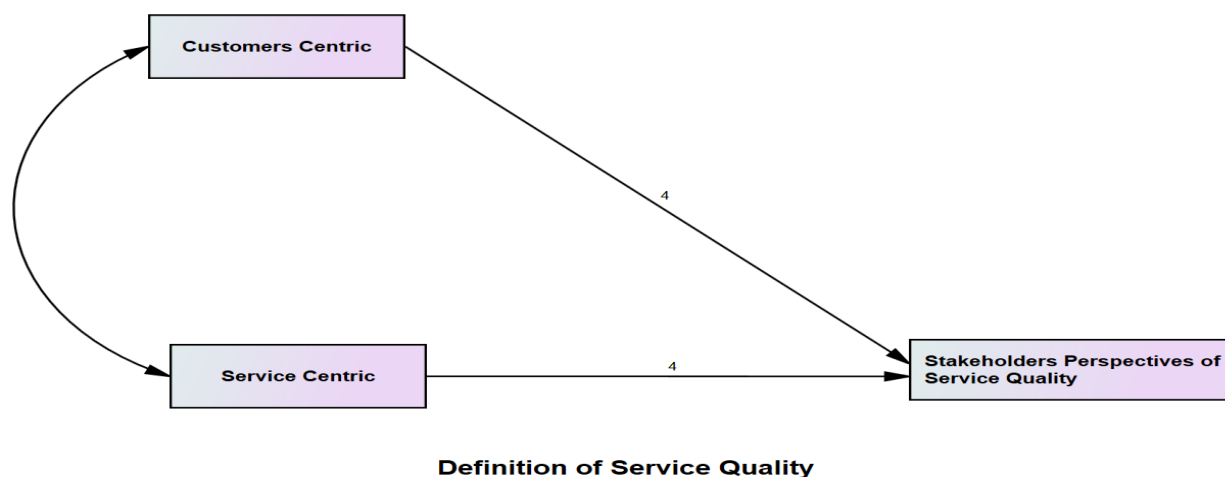 Customers Centric
4
Service Centric
4
Stakeholders Perspectives of
Service Quality
Definition of Service Quality